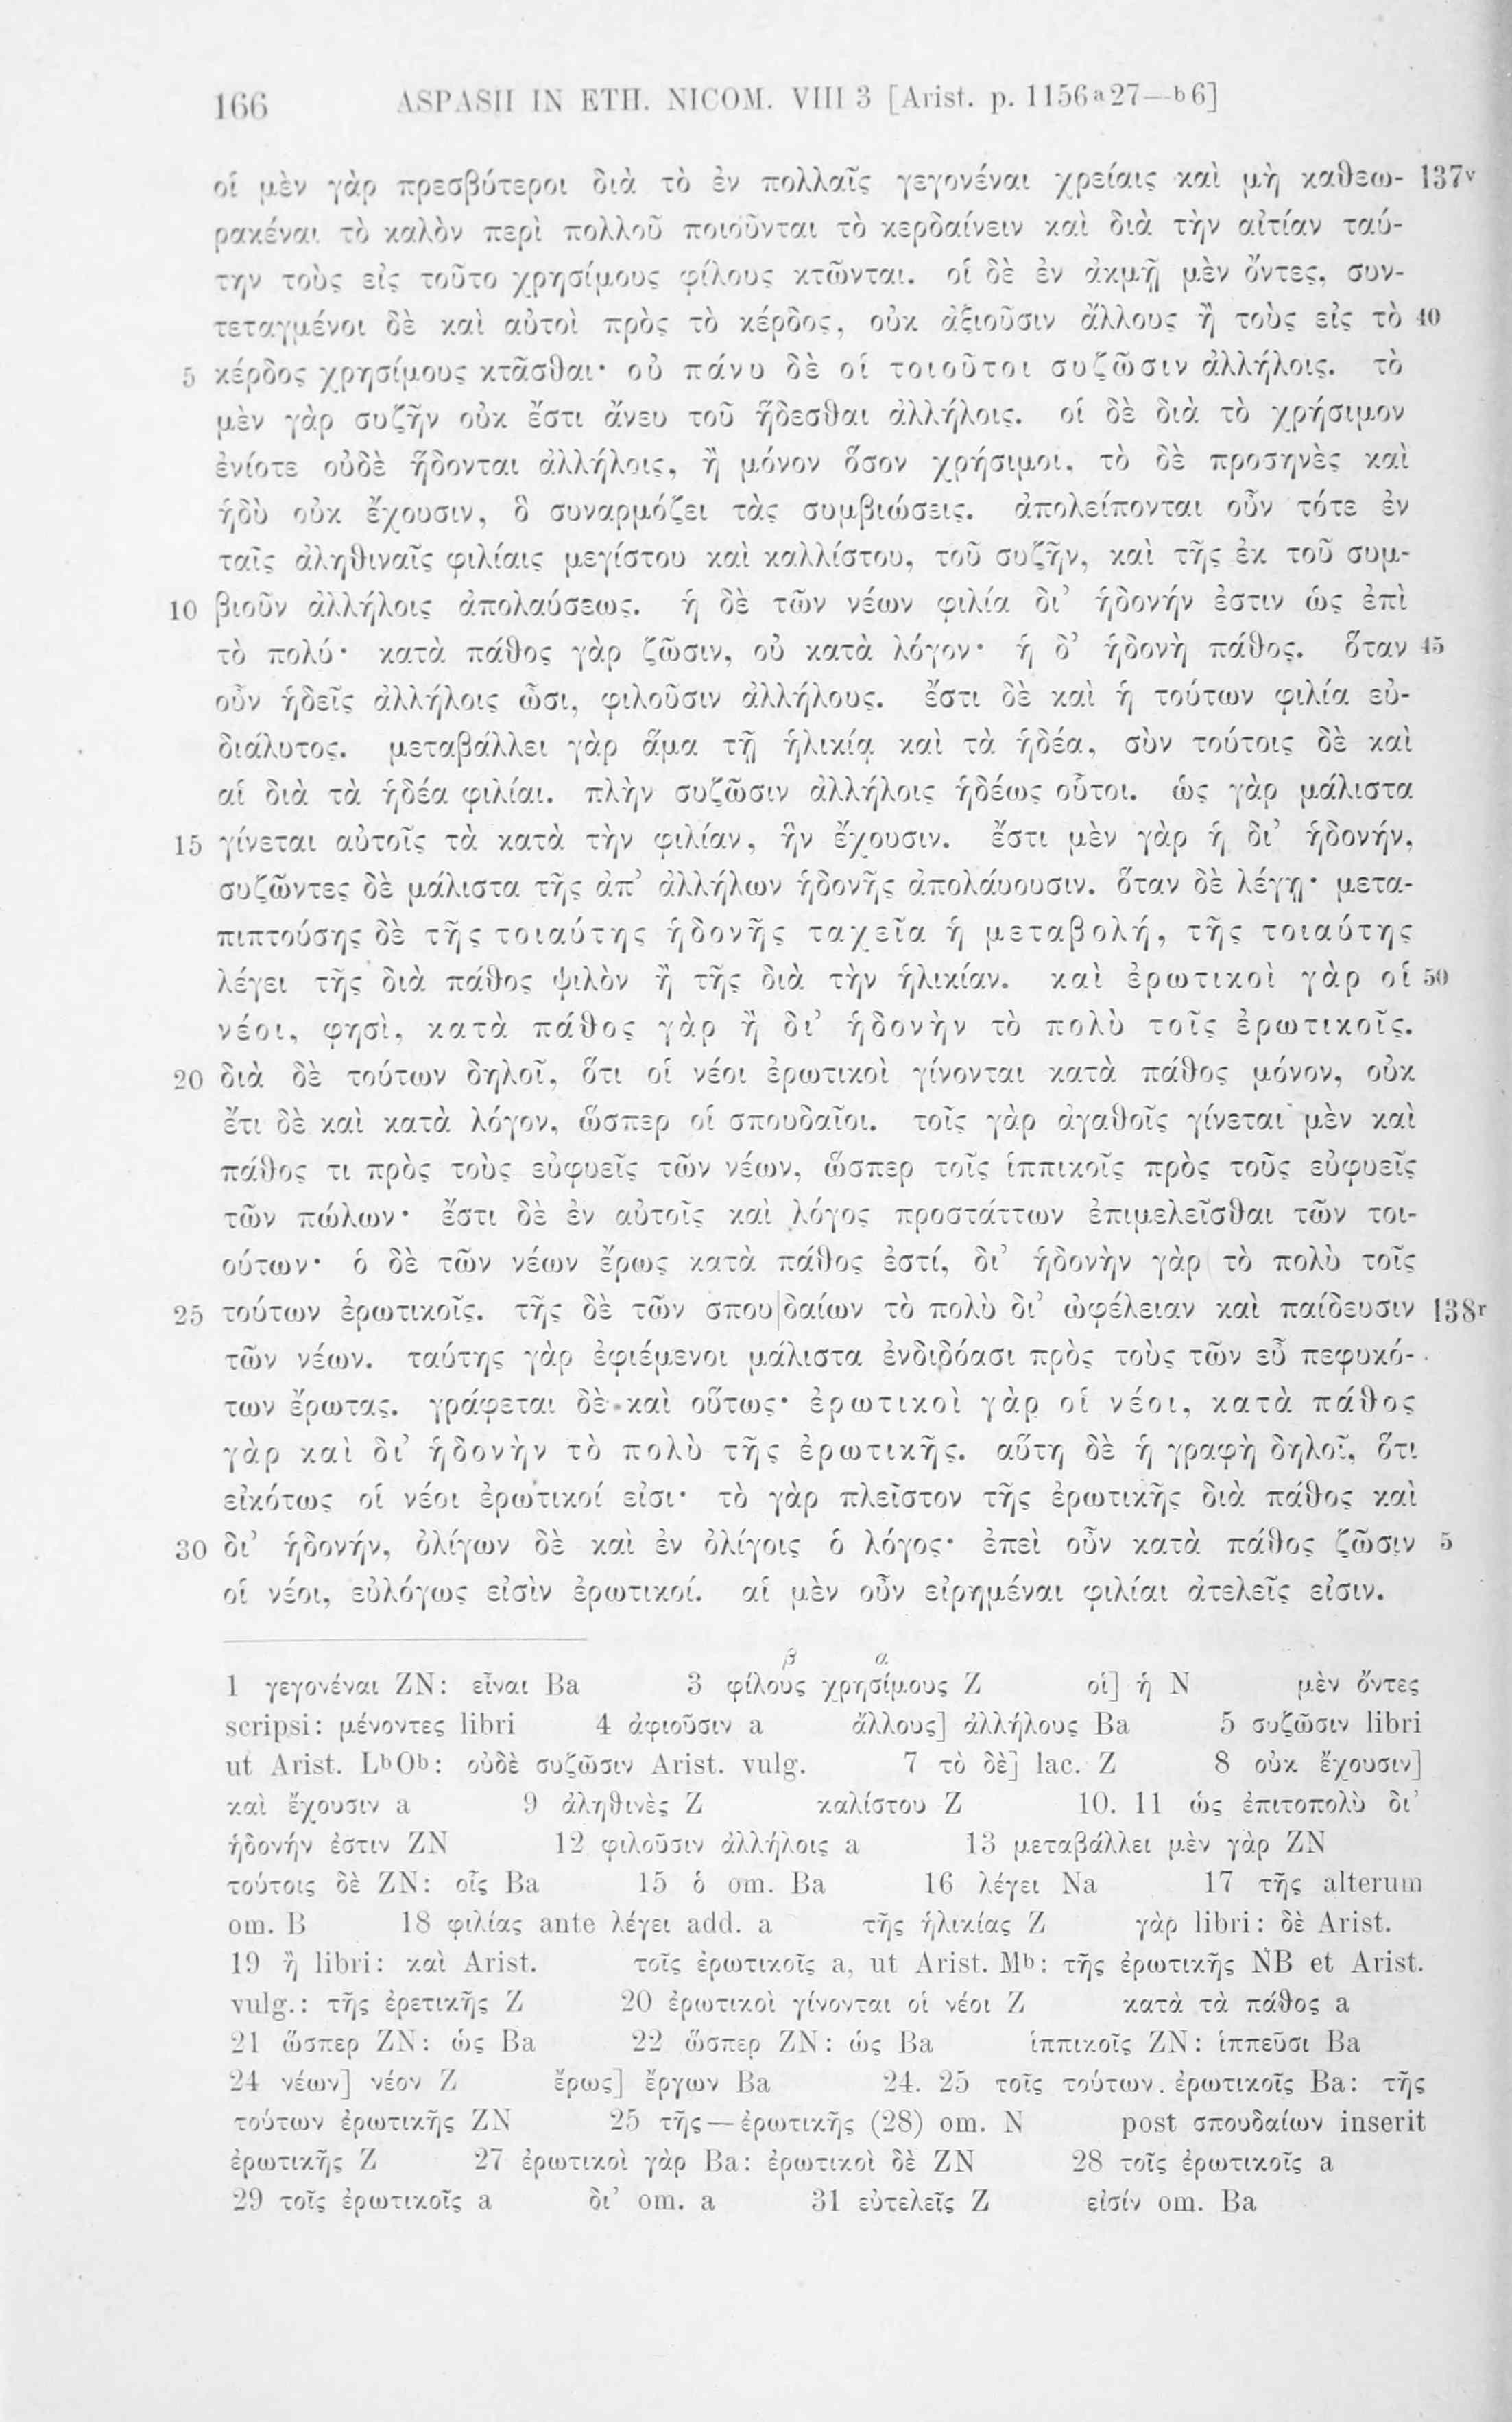 166 ASPASII IN ETH. NICOM. VIII 3 [Arist. p. 1156a27—b6]
οἱ μὲν γὰρ πρεσβύτεροι διὰ τὸ ἐν πολλαῖς γεγονέναι χρείαις καὶ μὴ καθεω- 137v
ρακέναι τὸ καλὸν περὶ πολλοῦ ποιοῦνται τὸ κερδαίνειν καὶ διὰ τὴν αἰτίαν ταύ-
την τοὺς εἰς τοῦτο χρησίμους φίλους κτῶνται. οἱ δὲ ἐν ἀκμῇ μὲν ὄντες, συν-
τεταγμένοι δὲ καὶ αὐτοὶ πρὸς τὸ κέρδος, οὐκ ἀξιοῦσιν ἄλλους ἢ τοὺς εἰς τὸ 40
5 κέρδος χρησίμους κτᾶσθαι· οὐ πάνυ δὲ οἱ τοιοῦτοι συζῶσιν ἀλλήλοις. τὸ
μὲν γὰρ συζῆν οὐκ ἔστι ἄνευ τοῦ ἥδεσθαι ἀλλήλοις. οἱ δὲ διὰ τὸ χρήσιμον
ἐνίοτε οὐδὲ ἥδονται ἀλλήλοις, ἢ μόνον ὅσον χρήσιμοι, τὸ δὲ προσηνὲς καὶ
ἡδὺ οὐκ ἔχουσιν, ὃ συναρμόζει τὰς συμβιώσεις. ἀπολείπονται οὖν τότε ἐν
ταῖς ἀληθιναῖς φιλίαις μεγίστου καὶ καλλίστου, τοῦ συζῆν, καὶ τῆς ἐκ τοῦ συμ-
10 βιοῦν ἀλλήλοις ἀπολαύσεως. ἡ δὲ τῶν νέων φιλία δι’ ἡδονήν ἐστιν ὡς ἐπὶ
τὸ πολύ· κατὰ πάθος γὰρ ζῶσιν, οὐ κατὰ λόγον· ἡ δ’ ἡδονὴ πάθος. ὅταν 45
οὖν ἡδεῖς ἀλλήλοις ὦσι, φιλοῦσιν ἀλλήλους. ἔστι δὲ καὶ ἡ τούτων φιλία εὐ-
διάλυτος. μεταβάλλει γὰρ ἅμα τῇ ἡλικίᾳ καὶ τὰ ἡδέα, σὺν τούτοις δὲ καὶ
αἱ διὰ τὰ ἡδέα φιλίαι. πλὴν συζῶσιν ἀλλήλοις ἡδέως οὗτοι. ὡς γὰρ μάλιστα
15 γίνεται αὐτοῖς τὰ κατὰ τὴν φιλίαν, ἣν ἔχουσιν. ἔστι μὲν γὰρ ἡ δι’ ἡδονήν,
συζῶντες δὲ μάλιστα τῆς ἀπ’ ἀλλήλων ἡδονῆς ἀπολάυουσιν. ὅταν δὲ λέγῃ· μετα-
πιπτούσης δὲ τῆς τοιαύτης ἡδονῆς ταχεῖα ἡ μεταβολή, τῆς τοιαύτης
λέγει τῆς διὰ πάθος ψιλὸν ἢ τῆς διὰ τὴν ἡλικίαν. καὶ ἐρωτικοὶ γὰρ οἱ 50
νέοι, φησὶ, κατὰ πάθος γὰρ ἢ δι’ ἡδονὴν τὸ πολὺ τοῖς ἐρωτικοῖς.
20 διὰ δὲ τούτων δηλοῖ, ὅτι οἱ νέοι ἐρωτικοὶ γίνονται κατὰ πάθος μόνον, οὐκ
ἔτι δὲ καὶ κατὰ λόγον, ὥσπερ οἱ σπουδαῖοι. τοῖς γὰρ ἀγαθοῖς γίνεται μὲν καὶ
πάθος τι πρὸς τοὺς εὐφυεῖς τῶν νέων, ὥσπερ τοῖς ἱππικοῖς πρὸς τοῦς εὐφυεῖς
τῶν πώλων· ἔστι δὲ ἐν αὐτοῖς καὶ λόγος προστάττων ἐπιμελεῖσθαι τῶν τοι-
ούτων· ὁ δὲ τῶν νέων ἔρως κατὰ πάθος ἐστί, δι’ ἡδονὴν γὰρ τὸ πολὺ τοῖς
25 τούτων ἐρωτικοῖς. τῆς δὲ τῶν σπου|δαίων τὸ πολὺ δι’ ὠφέλειαν καὶ παίδευσιν 138r
τῶν νέων. ταύτης γὰρ ἐφιέμενοι μάλιστα ἐνδιδόασι πρὸς τοὺς τῶν εὖ πεφυκό-
των ἔρωτας. γράφεται δὲ καὶ οὕτως· ἐρωτικοὶ γὰρ οἱ νέοι, κατὰ πάθος
γὰρ καὶ δι’ ἡδονὴν τὸ πολὺ τῆς ἐρωτικῆς. αὕτη δὲ ἡ γραφὴ δηλοῖ, ὅτι
εἰκότως οἱ νέοι ἐρωτικοί εἰσι· τὸ γὰρ πλεῖστον τῆς ἐρωτικῆς διὰ πάθος καὶ
30 δι’ ἡδονήν, ὀλίγων δὲ καὶ ἐν ὀλίγοις ὁ λόγος· ἐπεὶ οὖν κατὰ πάθος ζῶσιν 5
οἱ νέοι, εὐλόγως εἰσὶν ἐρωτικοί. αἱ μὲν οὖν εἰρημέναι φιλίαι ἀτελεῖς εἰσιν.
β α
1 γεγονέναι ZN: εἶναι Ba 3 φίλους χρησίμους Z οἱ] ἡ N μὲν ὄντες
scripsi: μένοντες libri 4 ἀφιοῦσιν a ἄλλους] ἀλλήλους Ba 5 συζῶσιν libri
ut Arist. LbOb: οὐδὲ συζῶσιν Arist. vulg. 7 τὸ δὲ] lac. Z 8 οὐκ ἔχουσιν]
καὶ ἔχουσιν a 9 ἀληθινὲς Z καλίστου Z 10. 11 ὡς ἐπιτοπολὺ δι’
ἡδονήν ἐστιν ZN 12 φιλοῦσιν ἀλλήλοις a 13 μεταβάλλει μὲν γὰρ ZN
τούτοις δὲ ZN: οἷς Ba 15 ὁ om. Ba 16 λέγει Na 17 τῆς alterum
om. B 18 φιλίας ante λέγει add. a τῆς ἡλικίας Z γὰρ libri: δὲ Arist.
19 ἢ libri: καὶ Arist. τοῖς ἐρωτικοῖς a, ut Arist. Mb: τῆς ἐρωτικῆς NB et Arist.
vulg.: τῆς ἐρετικῆς Z 20 ἐρωτικοὶ γίνονται οἱ νέοι Z κατὰ τὰ πάθος a
21 ὥσπερ ZN: ὡς Ba 22 ὥσπερ ZN: ὡς Ba ἱππικοῖς ZN: ἱππεῦσι Ba
24 νέων] νέον Z ἔρως] ἔργων Ba 24. 25 τοῖς τούτων ἐρωτικοῖς Ba: τῆς
τούτων ἐρωτικῆς ZN 25 τῆς—ἐρωτικῆς (28) om. N post σπουδαίων inserit
ἐρωτικῆς Z 27 ἐρωτικοὶ γὰρ Ba: ἐρωτικοὶ δὲ ZN 28 τοῖς ἐρωτικοῖς a
29 τοῖς ἐρωτικοῖς a δι’ om. a 31 εὐτελεῖς Z εἰσίν om. Ba